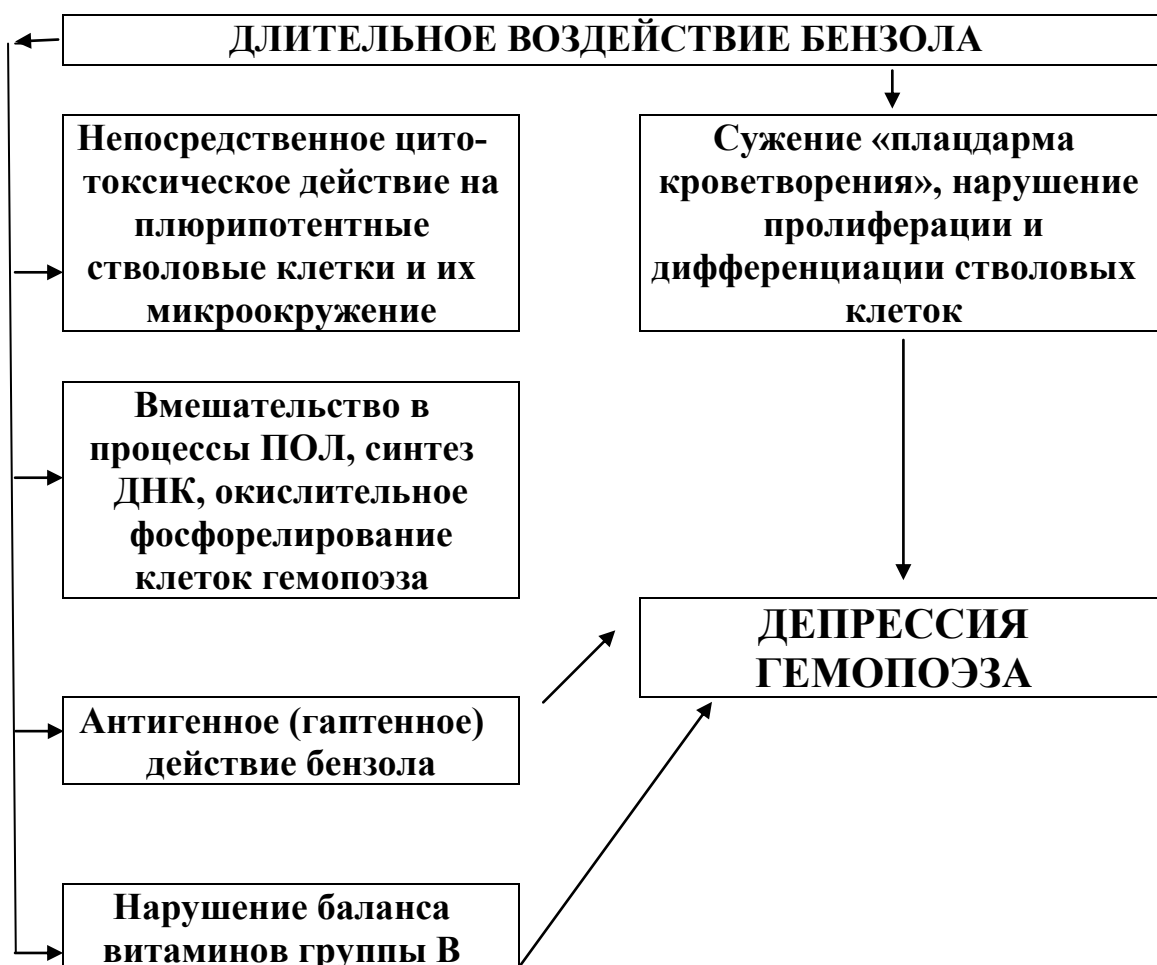 ДЛИТЕЛЬНОЕ ВОЗДЕЙСТВИЕ БЕНЗОЛА
Непосредственное цито-
токсическое действие на
плюрипотентные
стволовые клетки и их
микроокружение
Сужение «плацдарма
кроветворения», нарушение
пролиферации и
дифференциации стволовых
клеток
Вмешательство в
процессы ПОЛ, синтез
ДНК, окислительное
фосфорелирование
клеток гемопоэза
ДЕПРЕССИЯ
ГЕМОПОЭЗА
Антигенное (гаптенное)
действие бензола
Нарушение баланса
витаминов группы В